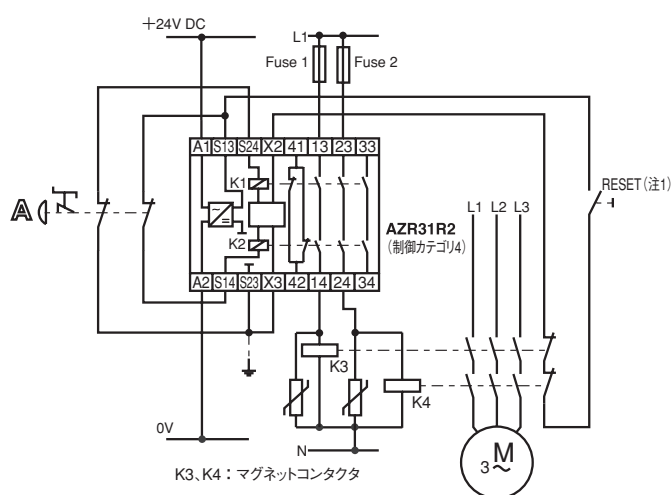 +24V DC
L1
Fuse 1
Fuse 2
A1 S13 S24 X2 41 13 23 33
K1
RESET(注1)
A
L1 L2 L3
~
=
AZR31R2
(制御カテゴリ4)
K2
A2 S14 S23 X3 42 14 24 34
K3
K4
0V
N
M
3~
K3、K4：マグネットコンタクタ